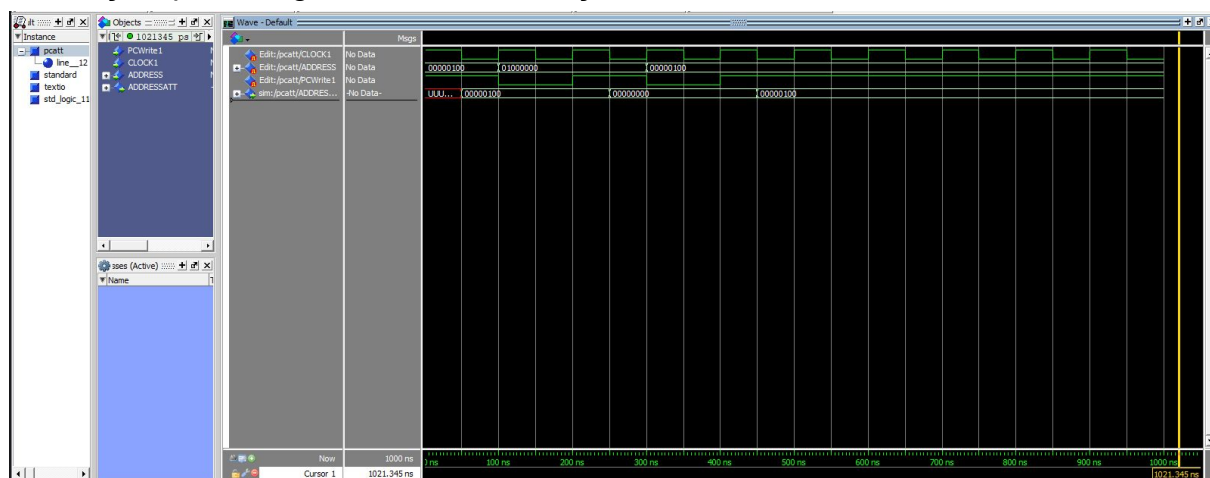 Objects
Wave - Default
Instance
1021345 ps
Msgs
pcatt
line__12
standard
textio
std_logic_11
PCWrite1
CLOCK1
ADDRESS
ADDRESSATT
Edit:/pcatt/CLOCK1 No Data
Edit:/pcatt/ADDRESS No Data 00000100 01000000 00000100
Edit:/pcatt/PCWrite1 No Data
sim:/pcatt/ADDRES... -No Data- UUU... 00000100 00000000 00000100
sses (Active)
Name
Now 1000 ns
100 ns 200 ns 300 ns 400 ns 500 ns 600 ns 700 ns 800 ns 900 ns 1000 ns
Cursor 1 1021.345 ns
1021.345 ns